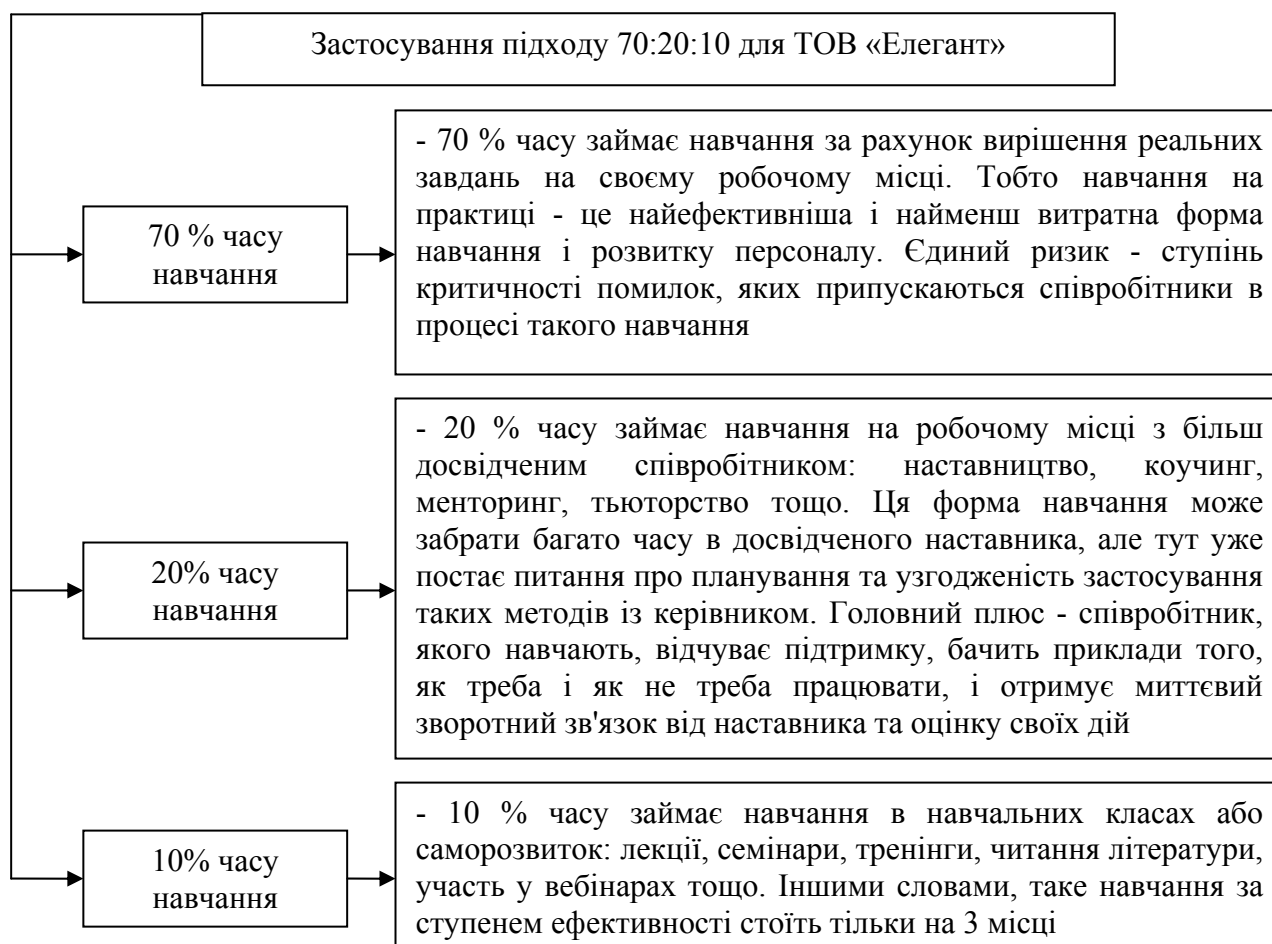 Застосування підходу 70:20:10 для ТОВ «Елегант»
70 % часу
навчання
- 70 % часу займає навчання за рахунок вирішення реальних
завдань на своєму робочому місці. Тобто навчання на
практиці - це найефективніша і найменш витратна форма
навчання і розвитку персоналу. Єдиний ризик - ступінь
критичності помилок, яких припускаються співробітники в
процесі такого навчання
20% часу
навчання
- 20 % часу займає навчання на робочому місці з більш
досвідченим співробітником: наставництво, коучинг,
менторинг, тьюторство тощо. Ця форма навчання може
забрати багато часу в досвідченого наставника, але тут уже
постає питання про планування та узгодженість застосування
таких методів із керівником. Головний плюс - співробітник,
якого навчають, відчуває підтримку, бачить приклади того,
як треба і як не треба працювати, і отримує миттєвий
зворотний зв'язок від наставника та оцінку своїх дій
10% часу
навчання
- 10 % часу займає навчання в навчальних класах або
саморозвиток: лекції, семінари, тренінги, читання літератури,
участь у вебінарах тощо. Іншими словами, таке навчання за
ступенем ефективності стоїть тільки на 3 місці